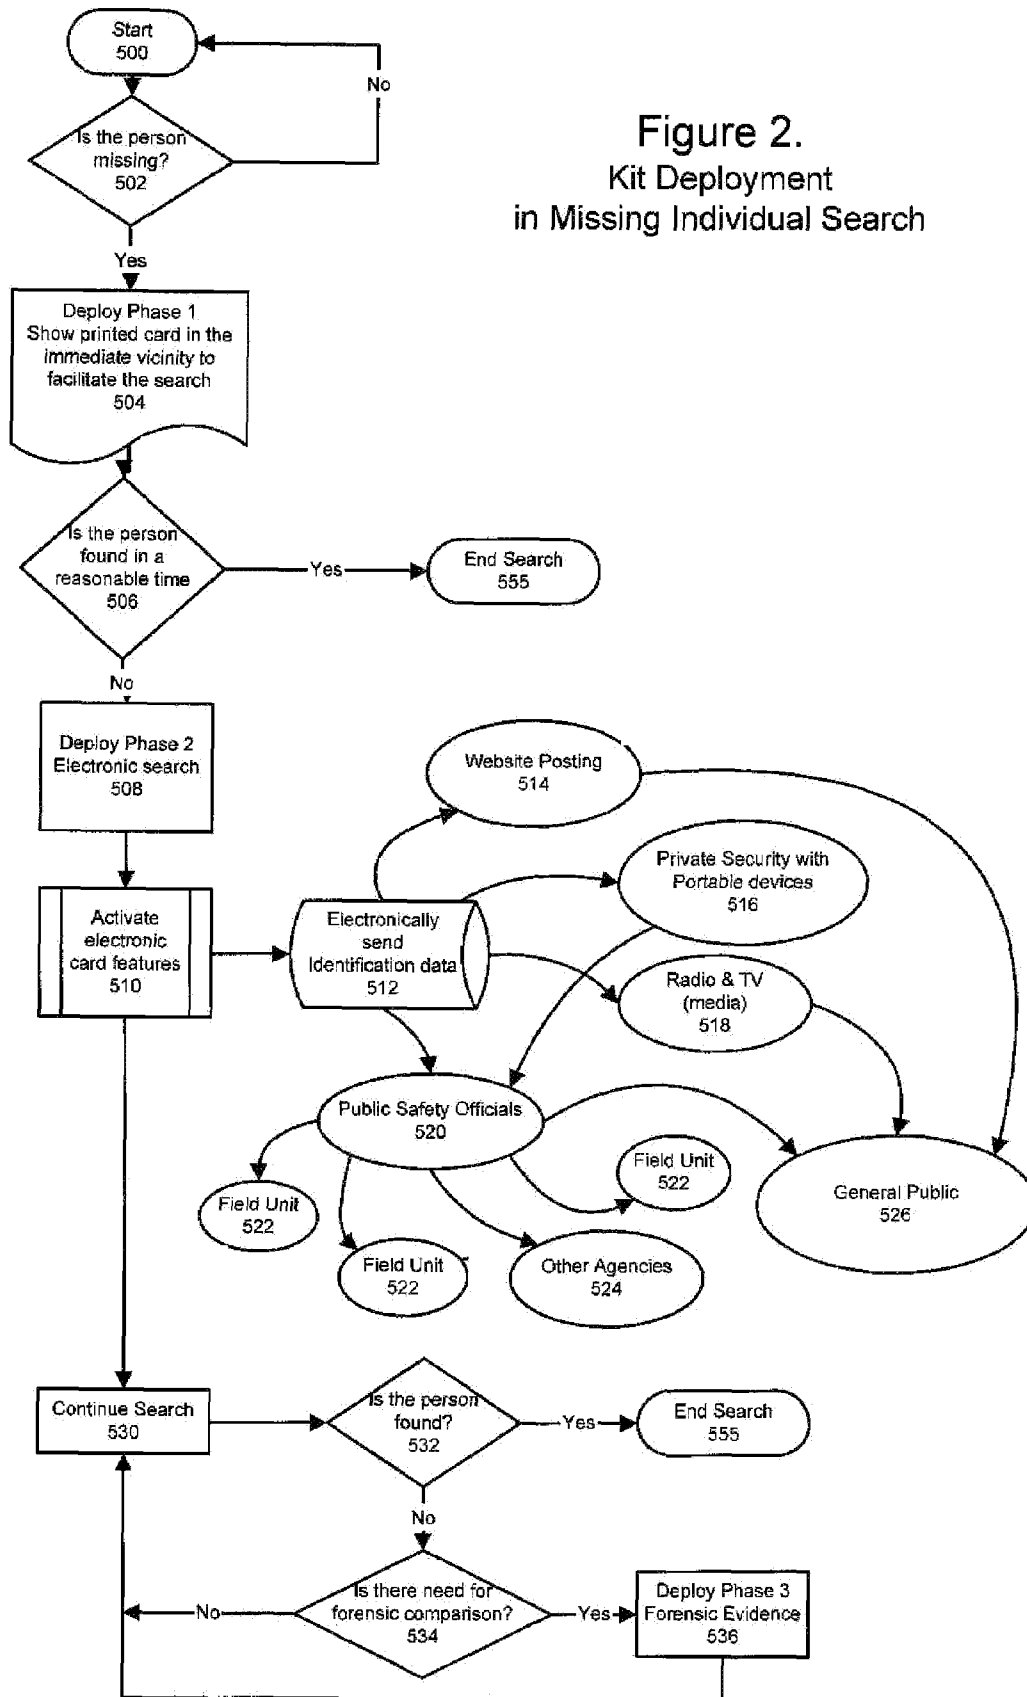 Start
500
No
Figure 2.
Kit Deployment
in Missing Individual Search
Is the person
missing?
502
Yes
Deploy Phase 1
Show printed card in the
immediate vicinity to
facilitate the search
504
Is the person
found in a
reasonable time
506
Yes
End Search
555
No
Deploy Phase 2
Electronic search
508
Website Posting
514
Private Security with
Portable devices
516
Activate
electronic
card features
510
Electronically
send
Identification data
512
Radio & TV
(media)
518
Public Safety Officials
520
Field Unit
522
Field Unit
522
Field Unit
522
Other Agencies
524
General Public
526
Continue Search
530
Is the person
found?
532
Yes
End Search
555
No
Is there need for
forensic comparison?
534
No
Yes
Deploy Phase 3
Forensic Evidence
536